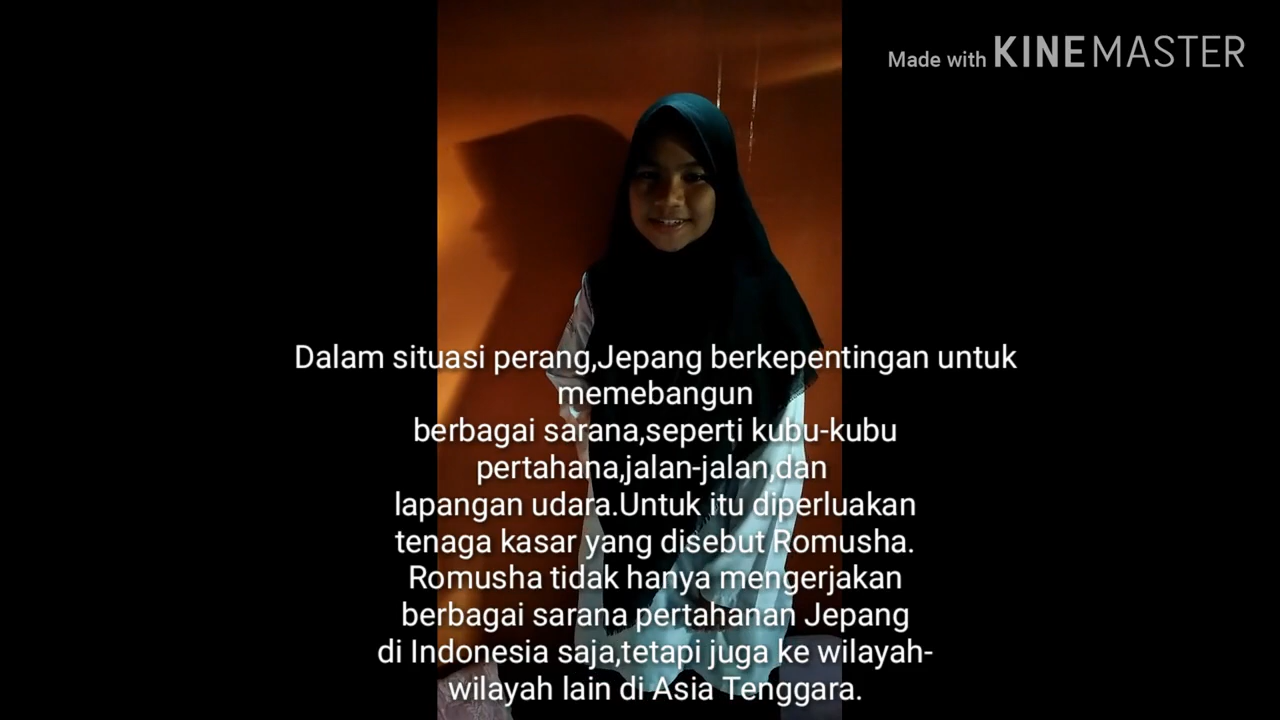 Made with KINEMASTER
Dalam situasi perang,Jepang berkepentingan untuk
memebangun
berbagai sarana,seperti kubu-kubu
pertahana,jalan-jalan,dan
lapangan udara.Untuk itu diperluakan
tenaga kasar yang disebut Romusha.
Romusha tidak hanya mengerjakan
berbagai sarana pertahanan Jepang
di Indonesia saja,tetapi juga ke wilayah-
wilayah lain di Asia Tenggara.